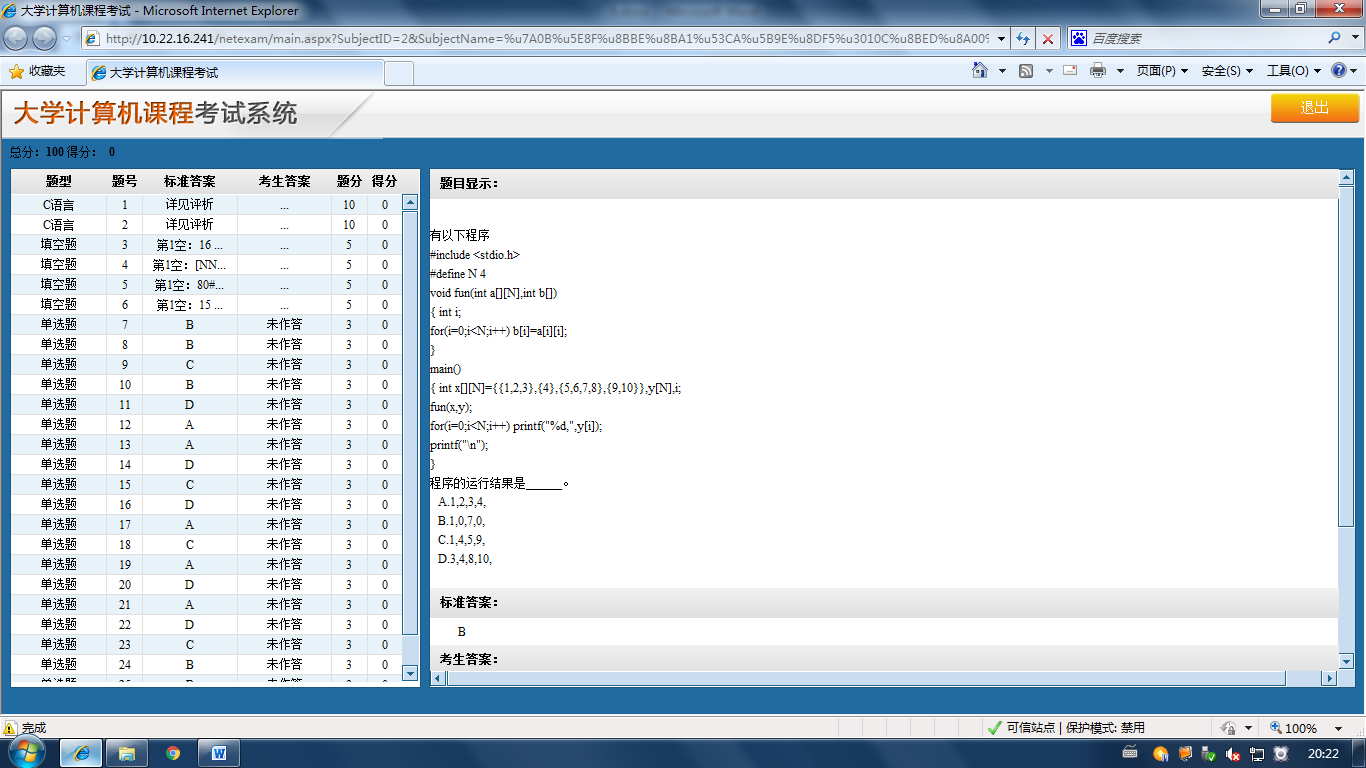 大学计算机课程考试 - Microsoft Internet Explorer
http://10.22.16.241/netexam/main.aspx?SubjectID=2&SubjectName=%u7A0B%u5E8F%u8BBE%u8BA1%u53CA%u5B9E%u8DF5%u3010C%u8BED%u8A00%
百度搜索
收藏夹
大学计算机课程考试
页面(P)
安全(S)
工具(O)
大学计算机课程考试系统
退出
总分：100 得分： 0
题型 题号 标准答案 考生答案 题分 得分
C语言 1 详见评析 ... 10 0
C语言 2 详见评析 ... 10 0
填空题 3 第1空：16 ... ... 5 0
填空题 4 第1空：[NN... ... 5 0
填空题 5 第1空：80#... ... 5 0
填空题 6 第1空：15 ... ... 5 0
单选题 7 B 未作答 3 0
单选题 8 B 未作答 3 0
单选题 9 C 未作答 3 0
单选题 10 B 未作答 3 0
单选题 11 D 未作答 3 0
单选题 12 A 未作答 3 0
单选题 13 A 未作答 3 0
单选题 14 D 未作答 3 0
单选题 15 C 未作答 3 0
单选题 16 D 未作答 3 0
单选题 17 A 未作答 3 0
单选题 18 C 未作答 3 0
单选题 19 A 未作答 3 0
单选题 20 D 未作答 3 0
单选题 21 A 未作答 3 0
单选题 22 D 未作答 3 0
单选题 23 C 未作答 3 0
单选题 24 B 未作答 3 0
题目显示：
有以下程序
#include <stdio.h>
#define N 4
void fun(int a[][N],int b[])
{ int i;
for(i=0;i<N;i++) b[i]=a[i][i];
}
main()
{ int x[][N]={{1,2,3},{4},{5,6,7,8},{9,10}},y[N],i;
fun(x,y);
for(i=0;i<N;i++) printf("%d,",y[i]);
printf("\n");
}
程序的运行结果是______。
A.1,2,3,4,
B.1,0,7,0,
C.1,4,5,9,
D.3,4,8,10,
标准答案：
B
考生答案：
完成
可信站点 | 保护模式: 禁用
100%
20:22